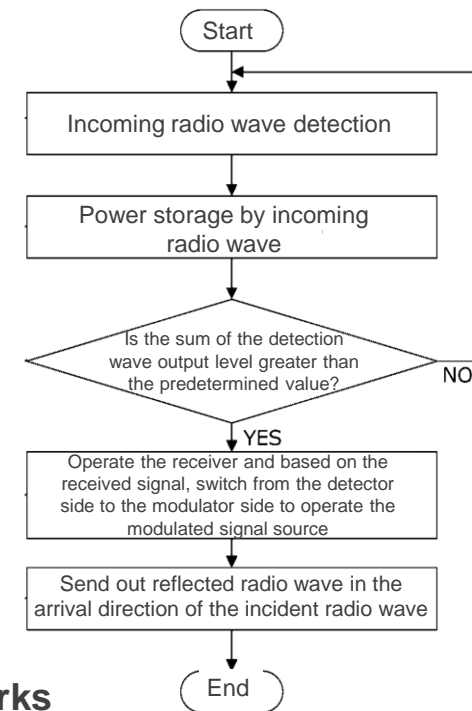 Start
Incoming radio wave detection
Power storage by incoming
radio wave
Is the sum of the detection
wave output level greater than
the predetermined value?
NO
YES
Operate the receiver and based on the
received signal, switch from the detector
side to the modulator side to operate the
modulated signal source
Send out reflected radio wave in the
arrival direction of the incident radio wave
End
rks